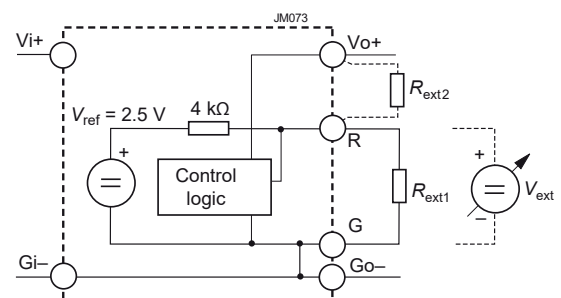 JM073
Vi+
Vo+
Rext2
Vref = 2.5 V
4 kΩ
R
+
+
Control
logic
Rext1
Vext
–
G
Gi–
Go–